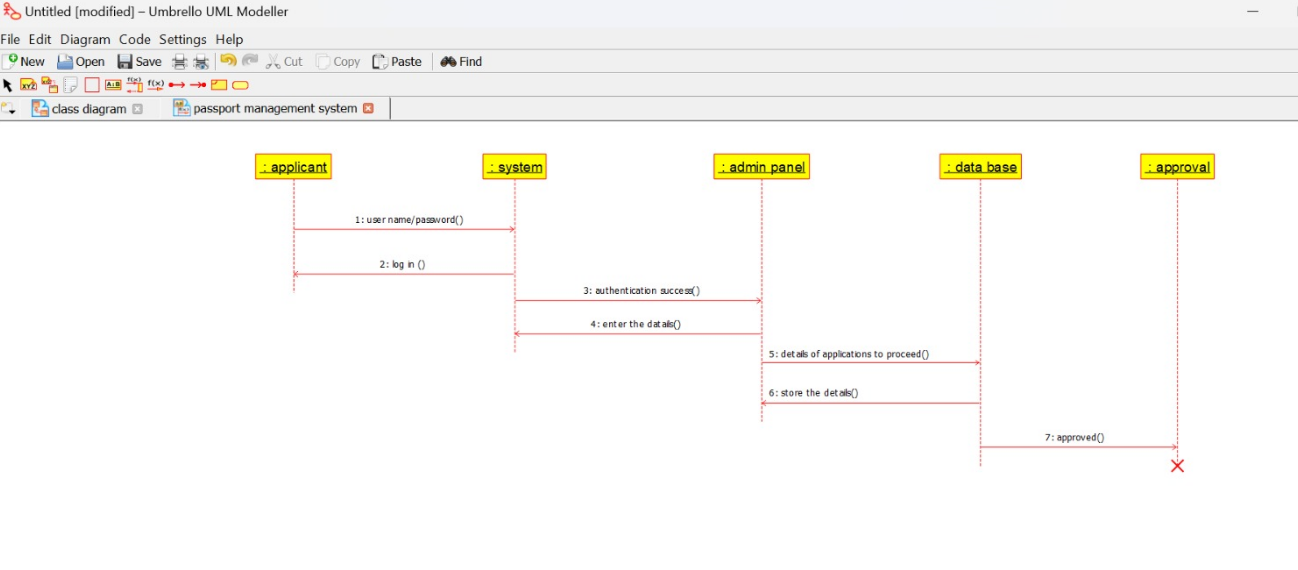 Untitled [modified] – Umbrello UML Modeller
File Edit Diagram Code Settings Help
New Open Save Cut Copy Paste Find
class diagram passport management system
: applicant : system : admin panel : data base : approval
1: user name/password()
2: log in ()
3: authentication success()
4: enter the datails()
5: details of applications to proceed()
6: store the details()
7: approved()